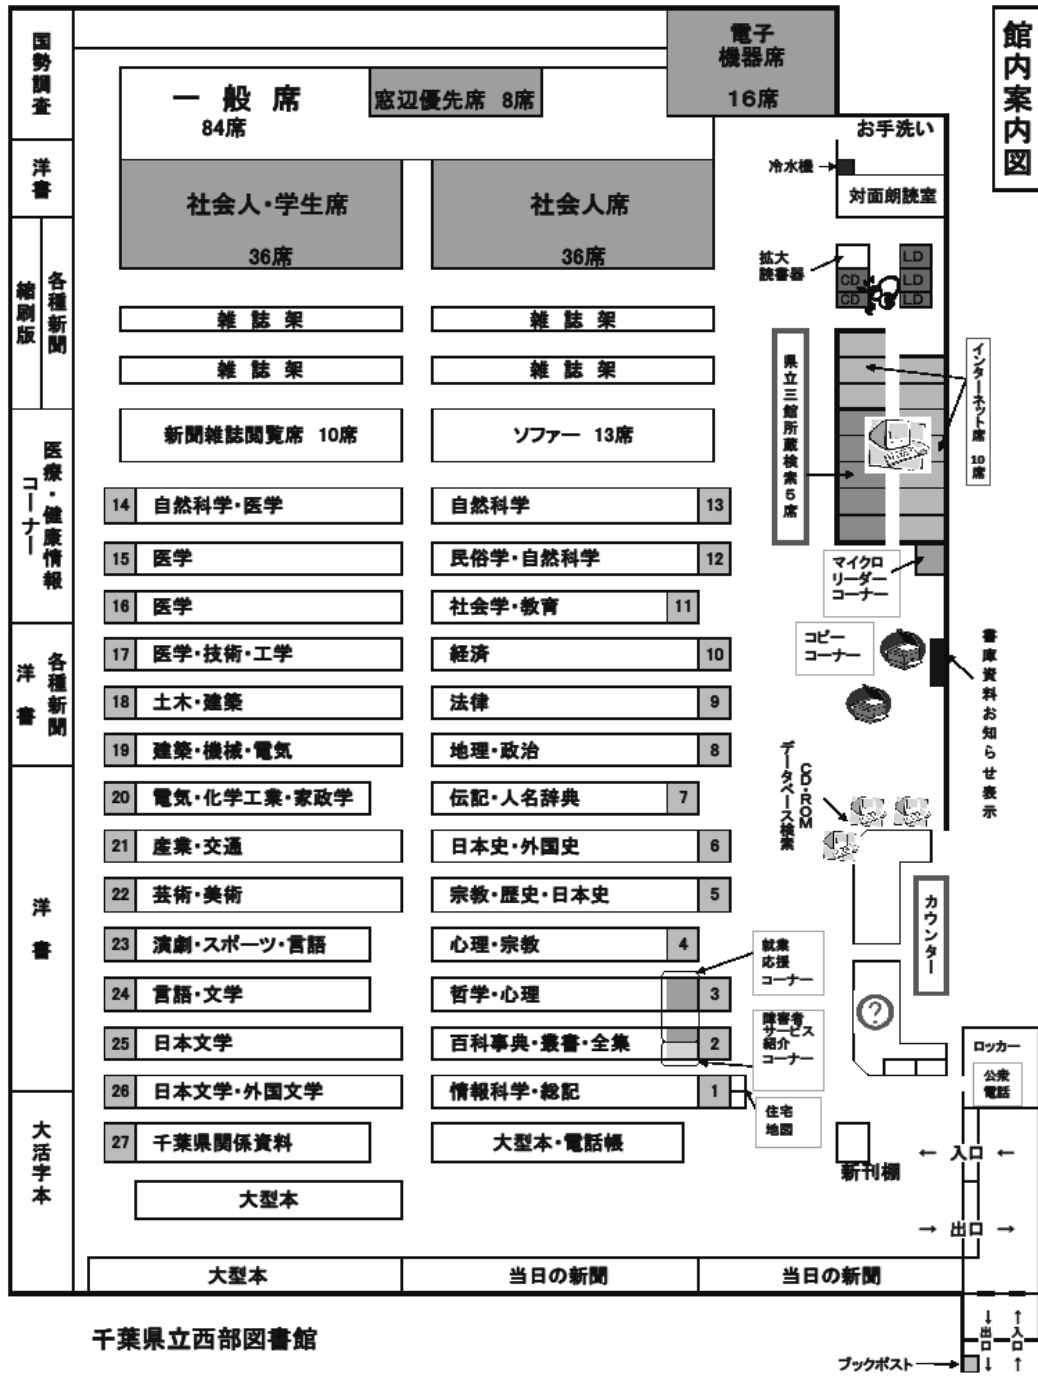 館内案内図
国勢調査
洋書
縮刷版
各種新聞
医療・健康情報
コーナー
各種新聞
洋書
洋書
大活字本
電子
機器席
16席
一般席
84席
窓辺優先席 8席
社会人・学生席
36席
社会人席
36席
お手洗い
冷水機
対面朗読室
拡大
読書器
CD
CD
LD
LD
LD
雑誌架
雑誌架
雑誌架
雑誌架
新聞雑誌閲覧席 10席
ソファー 13席
県立三館所蔵検索5席
インターネット席 10席
マイクロ
リーダー
コーナー
コピー
コーナー
書庫資料お知らせ表示
CD・ROM
データベース検索
カウンター
?
14 自然科学・医学
自然科学 13
15 医学
民俗学・自然科学 12
16 医学
社会学・教育 11
17 医学・技術・工学
経済 10
18 土木・建築
法律 9
19 建築・機械・電気
地理・政治 8
20 電気・化学工業・家政学
伝記・人名辞典 7
21 産業・交通
日本史・外国史 6
22 芸術・美術
宗教・歴史・日本史 5
23 演劇・スポーツ・言語
心理・宗教 4
24 言語・文学
哲学・心理 3
25 日本文学
百科事典・叢書・全集 2
26 日本文学・外国文学
情報科学・総記 1
27 千葉県関係資料
大型本・電話帳
大型本
就業
応援
コーナー
障害者
サービス
紹介
コーナー
住宅
地図
ロッカー
公衆
電話
新刊棚
← 入口 ←
→ 出口 →
大型本
当日の新聞
当日の新聞
↓出口↓
↑入口↑
ブックポスト
千葉県立西部図書館